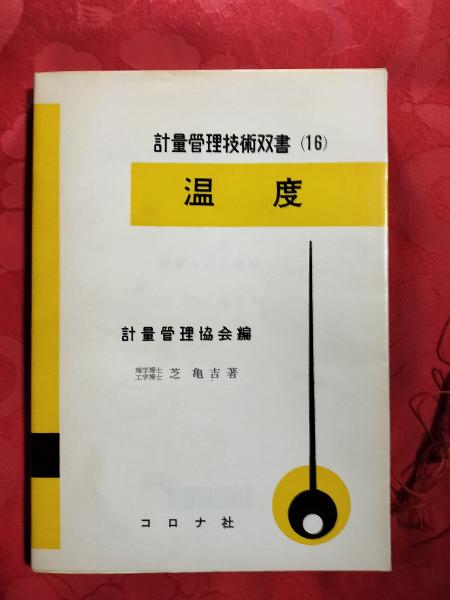 計量管理技術双書 (16)
温度
計量管理協会編
理学博士
工学博士 芝亀吉著
コロナ社